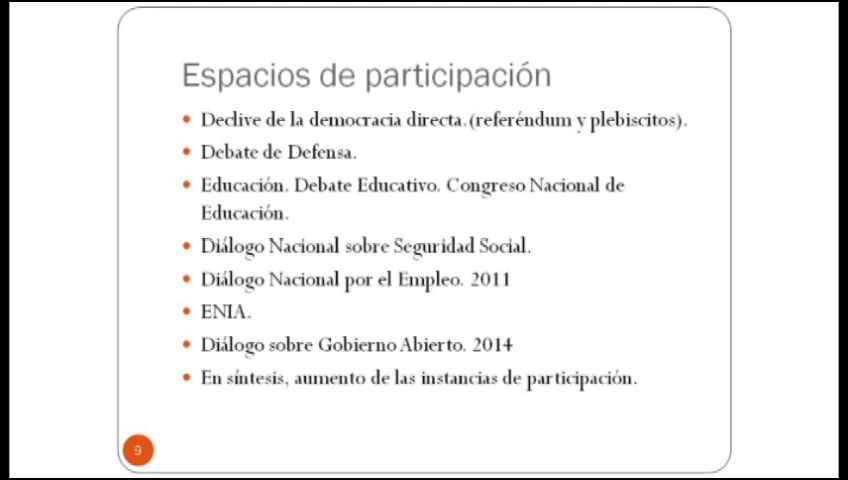 Espacios de participación
Declive de la democracia directa.(referéndum y plebiscitos).
Debate de Defensa.
Educación. Debate Educativo. Congreso Nacional de
Educación.
Diálogo Nacional sobre Seguridad Social.
Diálogo Nacional por el Empleo. 2011
ENIA.
Diálogo sobre Gobierno Abierto. 2014
En síntesis, aumento de las instancias de participación.
9